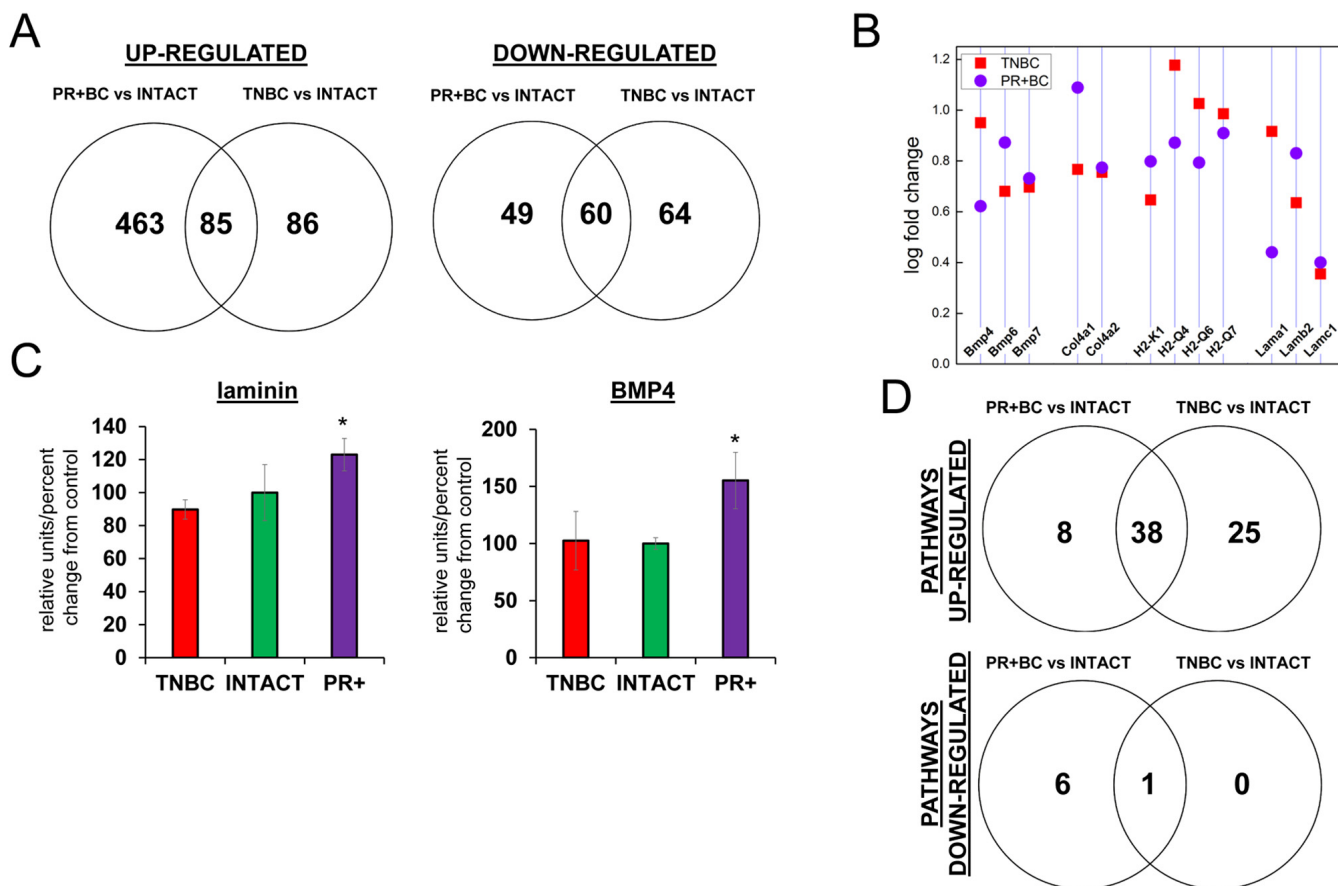 A
UP-REGULATED
DOWN-REGULATED
PR+BC vs INTACT
TNBC vs INTACT
PR+BC vs INTACT
TNBC vs INTACT
463
85
86
49
60
64
B
TNBC
PR+BC
log fold change
1.2
1.0
0.8
0.6
0.4
0.2
0.0
Bmp4
Bmp6
Bmp7
Col4a1
Col4a2
H2-K1
H2-Q4
H2-Q6
H2-Q7
Lama1
Lamb2
Lamc1
C
laminin
relative units/percent
change from control
140
120
100
80
60
40
20
0
TNBC
INTACT
PR+
*
BMP4
relative units/percent
change from control
200
150
100
50
0
TNBC
INTACT
PR+
*
D
PR+BC vs INTACT
TNBC vs INTACT
PATHWAYS
UP-REGULATED
8
38
25
PR+BC vs INTACT
TNBC vs INTACT
PATHWAYS
DOWN-REGULATED
6
1
0